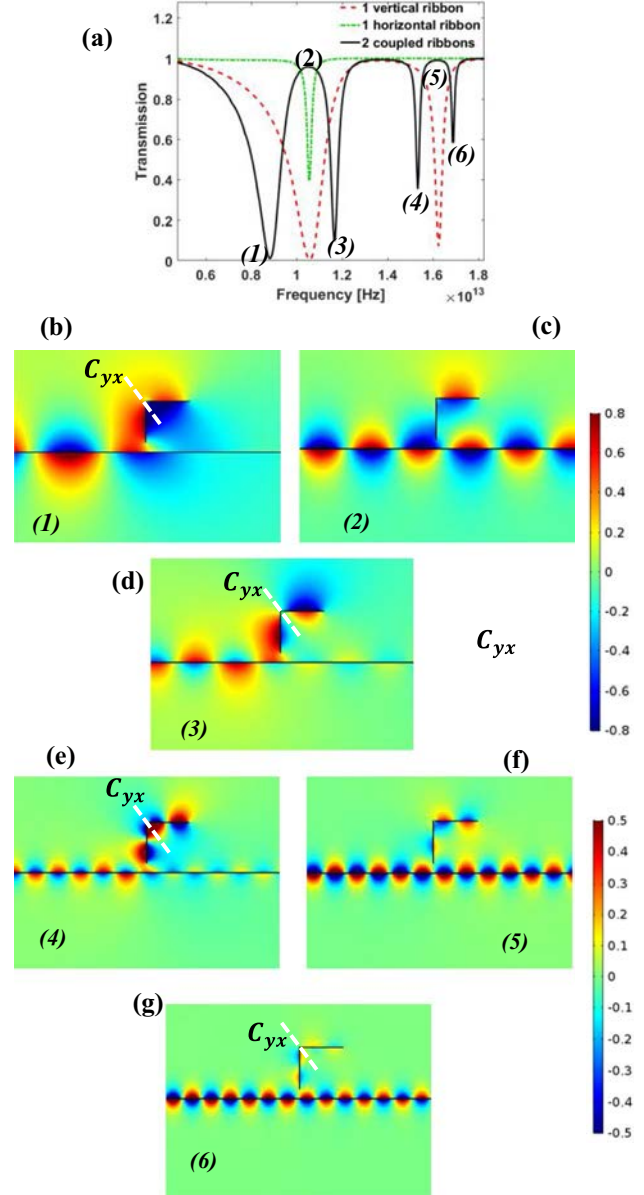 (a)
1 vertical ribbon
1 horizontal ribbon
2 coupled ribbons
1.2
1
0.8
0.6
0.4
0.2
0
Transmission
(1)
(2)
(3)
(4)
(5)
(6)
0.6 0.8 1 1.2 1.4 1.6 1.8
Frequency [Hz]
×10^13
(b)
(c)
C_yx
(1)
(2)
(d)
C_yx
(3)
C_yx
0.8
0.6
0.4
0.2
0
-0.2
-0.4
-0.6
-0.8
(e)
(f)
C_yx
(4)
(5)
(g)
C_yx
(6)
0.5
0.4
0.3
0.2
0.1
0
-0.1
-0.2
-0.3
-0.4
-0.5